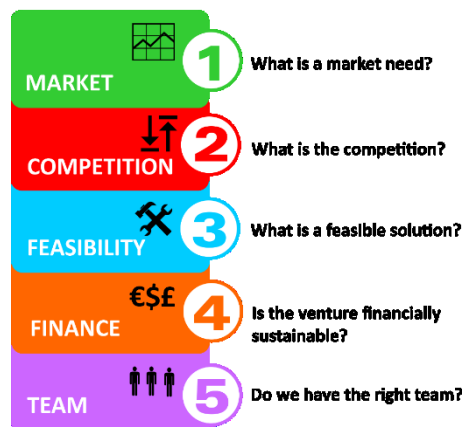 MARKET
1
What is a market need?
COMPETITION
2
What is the competition?
FEASIBILITY
3
What is a feasible solution?
€$£
FINANCE
4
Is the venture financially
sustainable?
TEAM
5
Do we have the right team?